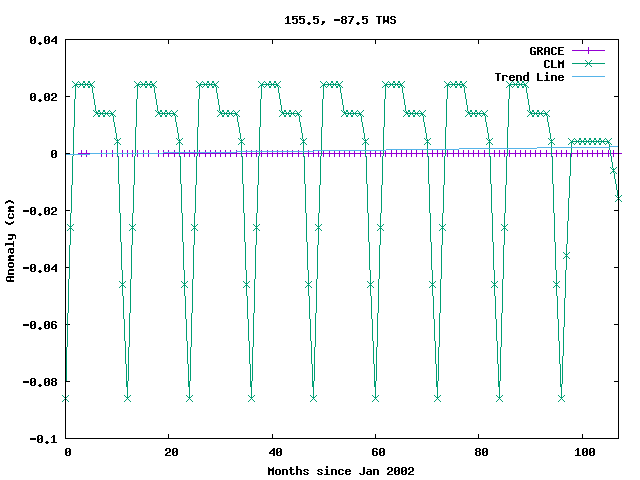 155.5, -87.5 TWS
GRACE
CLM
Trend Line
0.04
0.02
0
-0.02
-0.04
-0.06
-0.08
-0.1
Anomaly (cm)
0 20 40 60 80 100
Months since Jan 2002